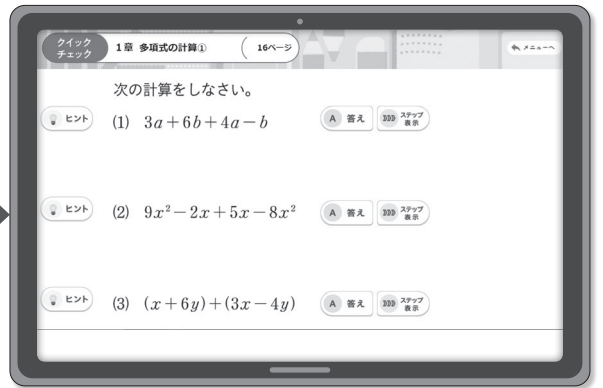 クイック
チェック
1章 多項式の計算①
16ページ
メニューへ
次の計算をしなさい。
ヒント (1) 3a+6b+4a-b A 答え ステップ表示
ヒント (2) 9x²-2x+5x-8x² A 答え ステップ表示
ヒント (3) (x+6y)+(3x-4y) A 答え ステップ表示